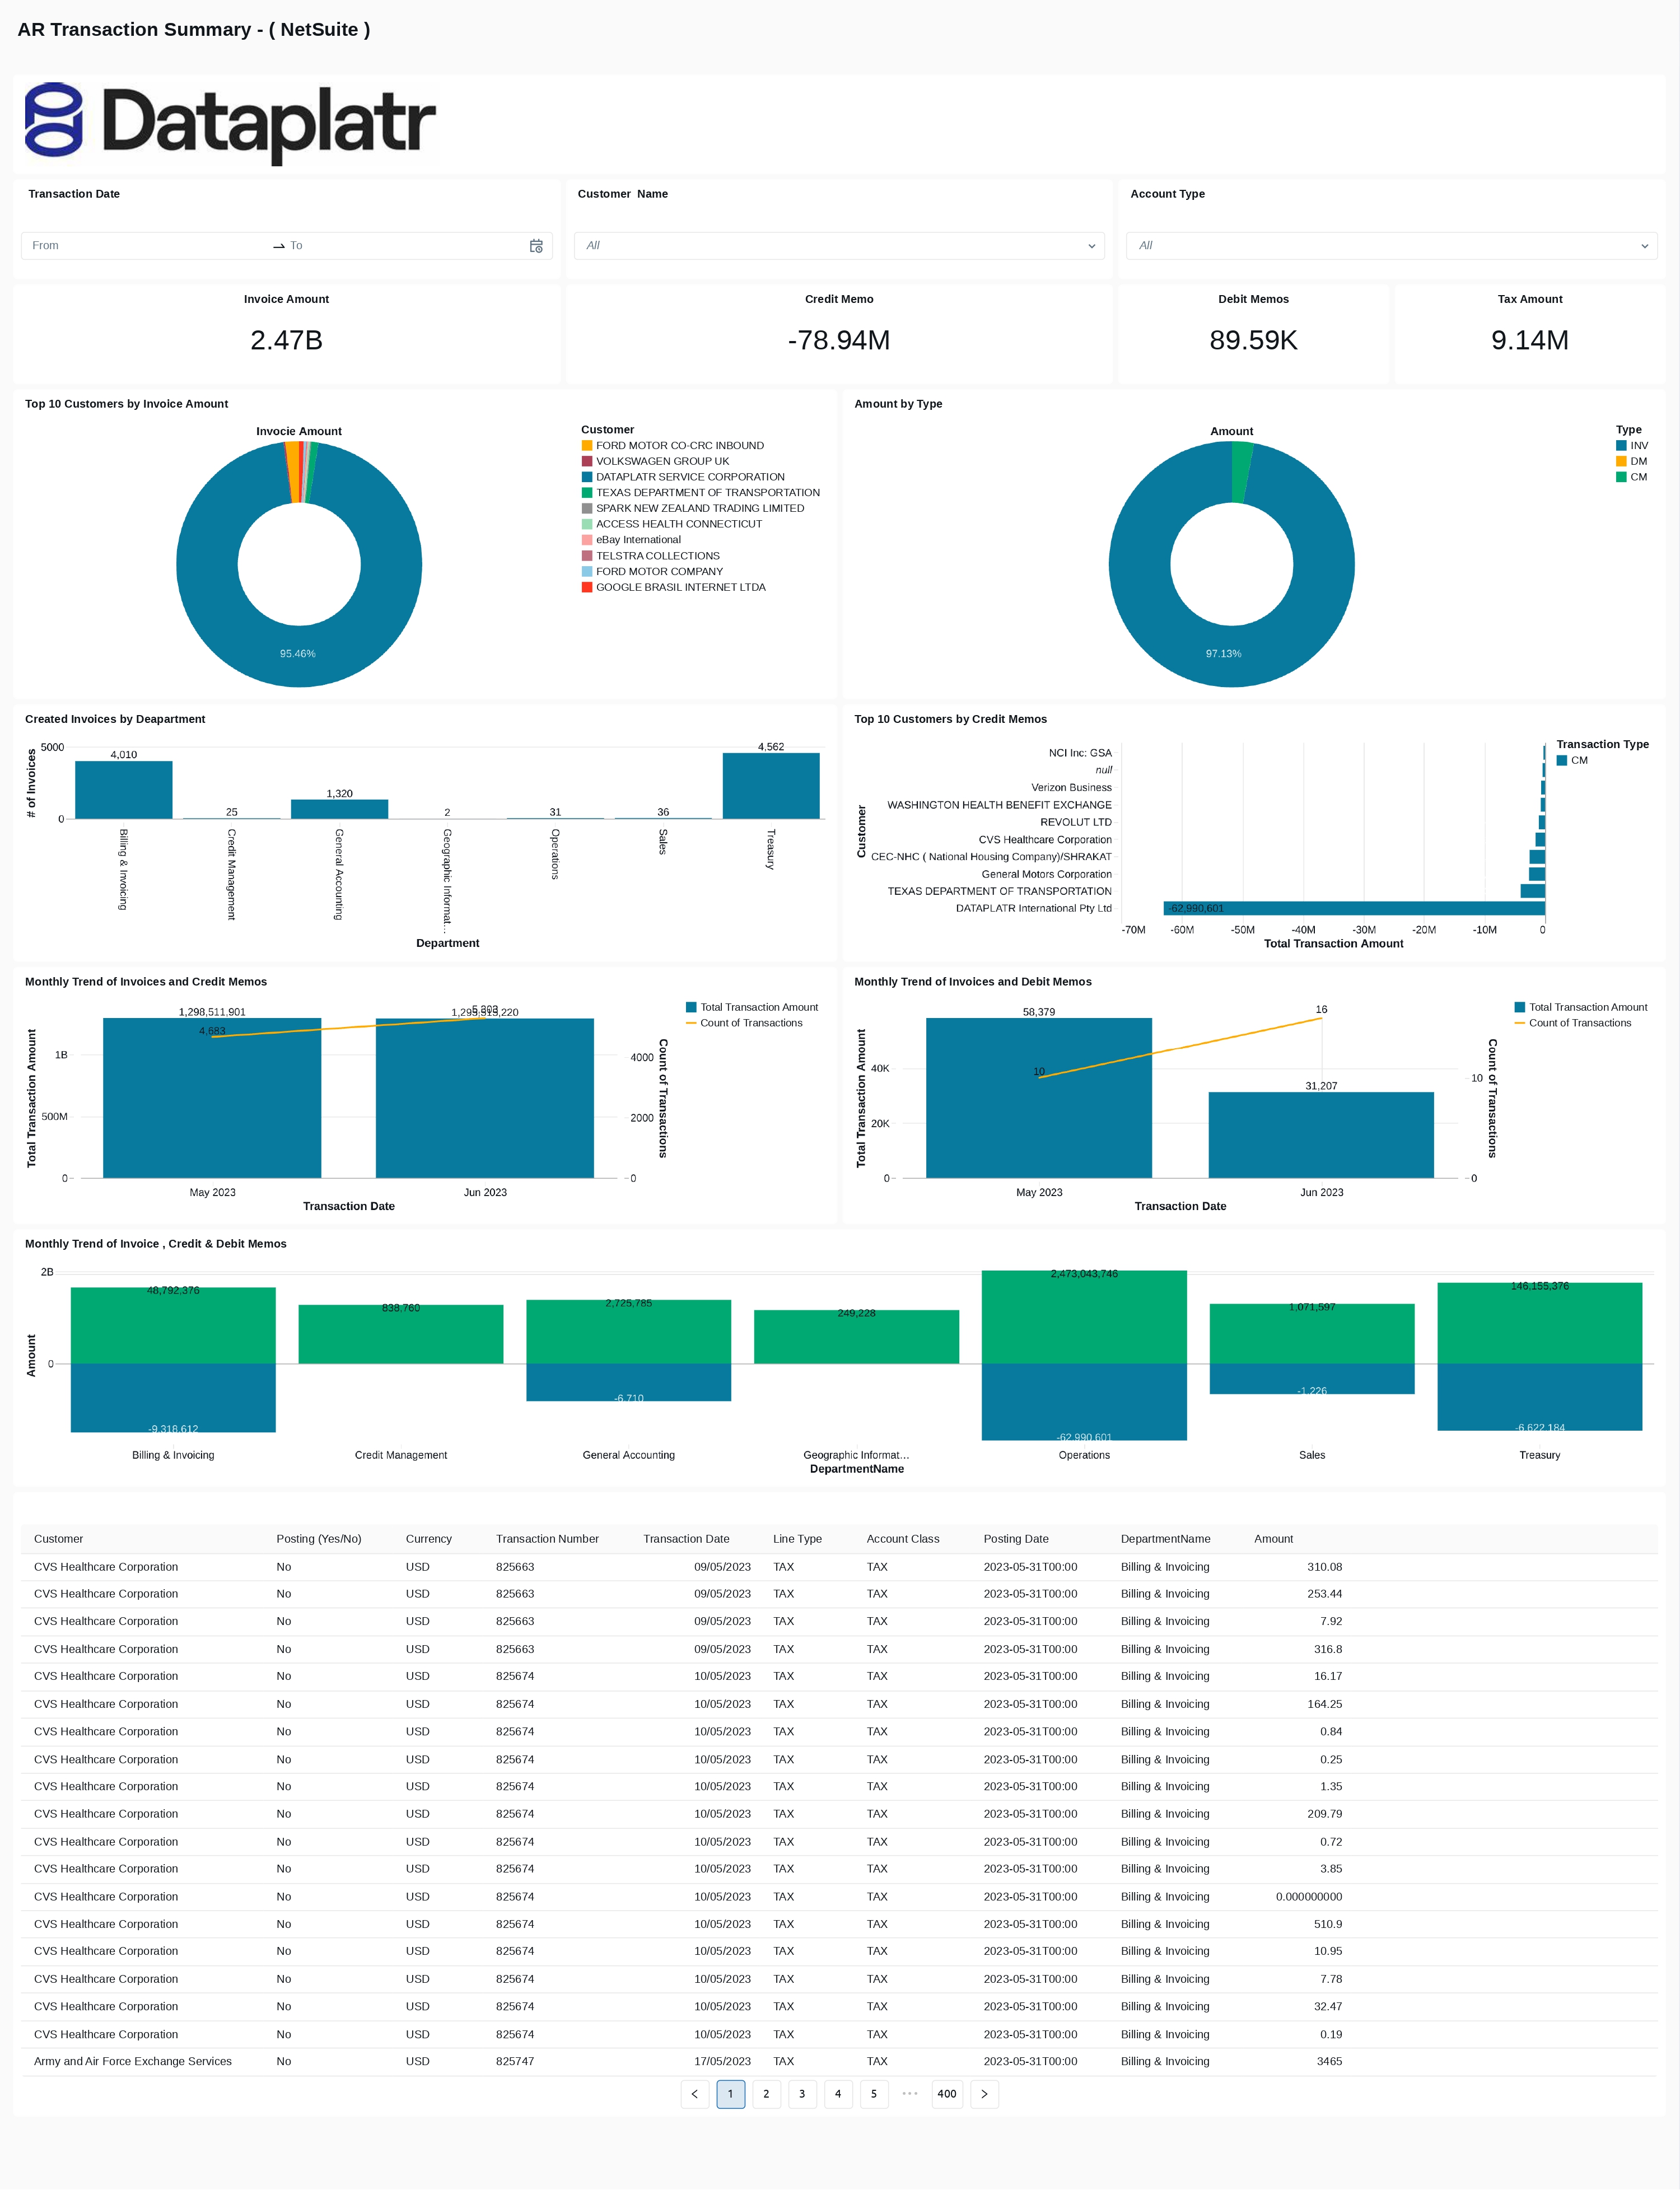 AR Transaction Summary - ( NetSuite )
Dataplatr
Transaction Date
From
To
Customer  Name
All
Account Type
All
Invoice Amount
2.47B
Credit Memo
-78.94M
Debit Memos
89.59K
Tax Amount
9.14M
Top 10 Customers by Invoice Amount
Invocie Amount
95.46%
Customer
FORD MOTOR CO-CRC INBOUND
VOLKSWAGEN GROUP UK
DATAPLATR SERVICE CORPORATION
TEXAS DEPARTMENT OF TRANSPORTATION
SPARK NEW ZEALAND TRADING LIMITED
ACCESS HEALTH CONNECTICUT
eBay International
TELSTRA COLLECTIONS
FORD MOTOR COMPANY
GOOGLE BRASIL INTERNET LTDA
Amount by Type
Amount
97.13%
Type
INV
DM
CM
Created Invoices by Deapartment
# of Invoices
5000
0
4,010
25
1,320
2
31
36
4,562
Billing & Invoicing
Credit Management
General Accounting
Geographic Informat…
Operations
Sales
Treasury
Department
Top 10 Customers by Credit Memos
Customer
NCI Inc: GSA
null
Verizon Business
WASHINGTON HEALTH BENEFIT EXCHANGE
REVOLUT LTD
CVS Healthcare Corporation
CEC-NHC ( National Housing Company)/SHRAKAT
General Motors Corporation
TEXAS DEPARTMENT OF TRANSPORTATION
DATAPLATR International Pty Ltd
-62,990,601
-70M -60M -50M -40M -30M -20M -10M 0
Total Transaction Amount
Transaction Type
CM
Monthly Trend of Invoices and Credit Memos
Total Transaction Amount
1B
500M
0
1,298,511,901
4,683
4000
2000
0
Count of Transactions
May 2023
Jun 2023
Transaction Date
Total Transaction Amount
Count of Transactions
Monthly Trend of Invoices and Debit Memos
Total Transaction Amount
40K
20K
0
58,379
10
16
31,207
10
0
Count of Transactions
May 2023
Jun 2023
Transaction Date
Total Transaction Amount
Count of Transactions
Monthly Trend of Invoice , Credit & Debit Memos
Amount
2B
0
48,792,376
838,760
2,725,785
249,228
2,473,043,746
1,071,597
146,155,376
-9,318,612
-6,710
-62,990,601
-1,226
-6,622,184
Billing & Invoicing
Credit Management
General Accounting
Geographic Informat…
Operations
Sales
Treasury
DepartmentName
Customer Posting (Yes/No) Currency Transaction Number Transaction Date Line Type Account Class Posting Date DepartmentName Amount
CVS Healthcare Corporation No USD 825663 09/05/2023 TAX TAX 2023-05-31T00:00 Billing & Invoicing 310.08
CVS Healthcare Corporation No USD 825663 09/05/2023 TAX TAX 2023-05-31T00:00 Billing & Invoicing 253.44
CVS Healthcare Corporation No USD 825663 09/05/2023 TAX TAX 2023-05-31T00:00 Billing & Invoicing 7.92
CVS Healthcare Corporation No USD 825663 09/05/2023 TAX TAX 2023-05-31T00:00 Billing & Invoicing 316.8
CVS Healthcare Corporation No USD 825674 10/05/2023 TAX TAX 2023-05-31T00:00 Billing & Invoicing 16.17
CVS Healthcare Corporation No USD 825674 10/05/2023 TAX TAX 2023-05-31T00:00 Billing & Invoicing 164.25
CVS Healthcare Corporation No USD 825674 10/05/2023 TAX TAX 2023-05-31T00:00 Billing & Invoicing 0.84
CVS Healthcare Corporation No USD 825674 10/05/2023 TAX TAX 2023-05-31T00:00 Billing & Invoicing 0.25
CVS Healthcare Corporation No USD 825674 10/05/2023 TAX TAX 2023-05-31T00:00 Billing & Invoicing 1.35
CVS Healthcare Corporation No USD 825674 10/05/2023 TAX TAX 2023-05-31T00:00 Billing & Invoicing 209.79
CVS Healthcare Corporation No USD 825674 10/05/2023 TAX TAX 2023-05-31T00:00 Billing & Invoicing 0.72
CVS Healthcare Corporation No USD 825674 10/05/2023 TAX TAX 2023-05-31T00:00 Billing & Invoicing 3.85
CVS Healthcare Corporation No USD 825674 10/05/2023 TAX TAX 2023-05-31T00:00 Billing & Invoicing 0.000000000
CVS Healthcare Corporation No USD 825674 10/05/2023 TAX TAX 2023-05-31T00:00 Billing & Invoicing 510.9
CVS Healthcare Corporation No USD 825674 10/05/2023 TAX TAX 2023-05-31T00:00 Billing & Invoicing 10.95
CVS Healthcare Corporation No USD 825674 10/05/2023 TAX TAX 2023-05-31T00:00 Billing & Invoicing 7.78
CVS Healthcare Corporation No USD 825674 10/05/2023 TAX TAX 2023-05-31T00:00 Billing & Invoicing 32.47
CVS Healthcare Corporation No USD 825674 10/05/2023 TAX TAX 2023-05-31T00:00 Billing & Invoicing 0.19
Army and Air Force Exchange Services No USD 825747 17/05/2023 TAX TAX 2023-05-31T00:00 Billing & Invoicing 3465
1 2 3 4 5 ••• 400